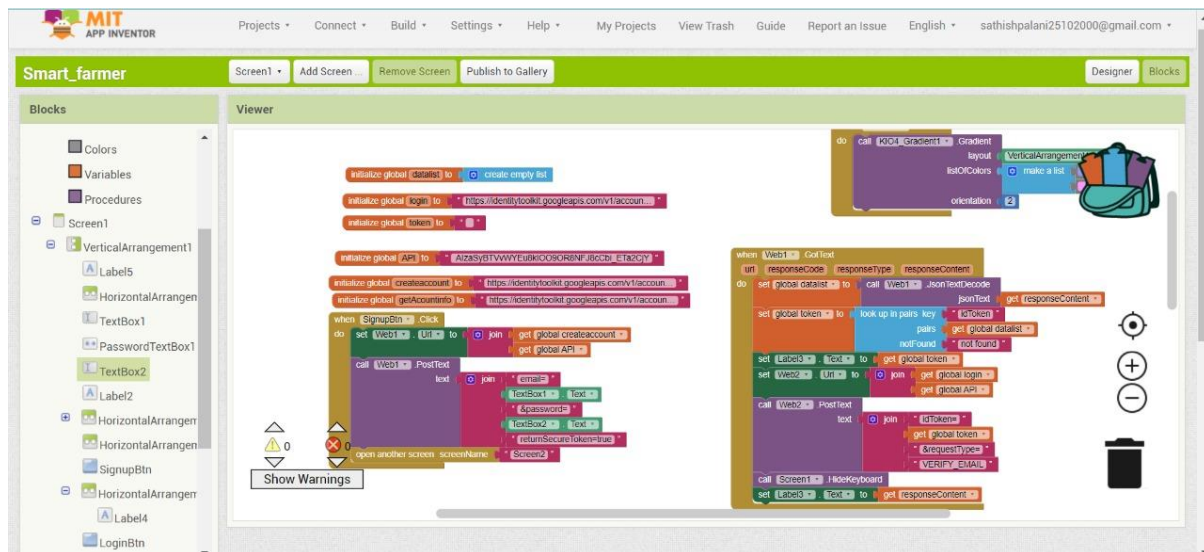 MIT
APP INVENTOR
Projects Connect Build Settings Help My Projects View Trash Guide Report an Issue English sathishpalani25102000@gmail.com
Smart_farmer
Screen1 Add Screen ... Remove Screen Publish to Gallery Designer Blocks
Blocks
Viewer
Colors
Variables
Procedures
Screen1
VerticalArrangement1
Label5
HorizontalArrangen
TextBox1
PasswordTextBox1
TextBox2
Label2
HorizontalArrangen
HorizontalArrangen
SignupBtn
HorizontalArrangen
Label4
LoginBtn
initialize global datalist to create empty list
initialize global login to " https://identitytoolkit.googleapis.com/v1/accoun... "
initialize global token to " "
initialize global API to
initialize global createaccount to " https://identitytoolkit.googleapis.com/v1/accoun... "
initialize global getAccountinfo to " https://identitytoolkit.googleapis.com/v1/accoun... "
when SignupBtn .Click
do set Web1 . Url to join get global createaccount
get global API
call Web1 .PostText
text join " email= "
TextBox1 . Text
" &password= "
TextBox2 . Text
" returnSecureToken=true "
open another screen screenName " Screen2 "
0 0
Show Warnings
do call KIO4_Gradient1 .Gradient
layout VerticalArrangement
listOfColors make a list
orientation 2
when Web1 .GotText
url responseCode responseType responseContent
do set global datalist to call Web1 .JsonTextDecode
jsonText get responseContent
set global token to look up in pairs key " idToken "
pairs get global datalist
notFound " not found "
set Label3 . Text to get global token
set Web2 . Url to join get global login
get global API
call Web2 .PostText
text join " idToken= "
get global token
" &requestType= "
" VERIFY_EMAIL "
call Screen1 .HideKeyboard
set Label3 . Text to get responseContent